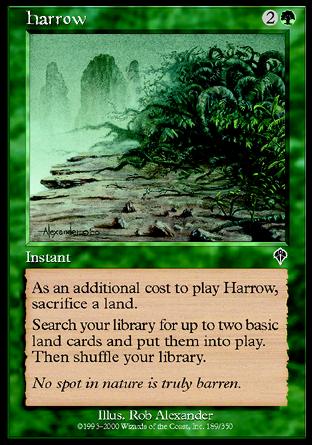 Harrow 2
Alexander
Instant
As an additional cost to play Harrow,
sacrifice a land.
Search your library for up to two basic
land cards and put them into play.
Then shuffle your library.
No spot in nature is truly barren.
Illus. Rob Alexander
©1993–2000 Wizards of the Coast, Inc. 189/350